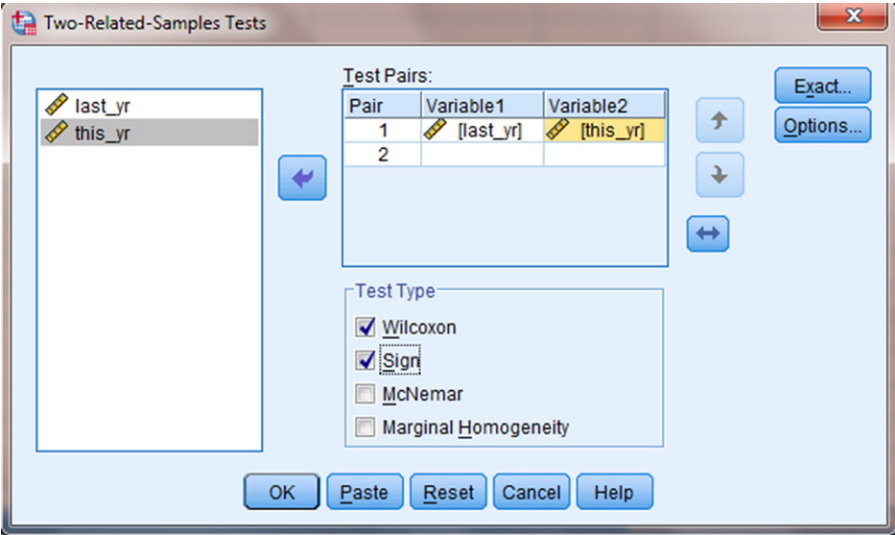 Two-Related-Samples Tests
last_yr
this_yr
Test Pairs:
Pair Variable1 Variable2
1 [last_yr] [this_yr]
2
Exact...
Options...
Test Type
Wilcoxon
Sign
McNemar
Marginal Homogeneity
OK Paste Reset Cancel Help